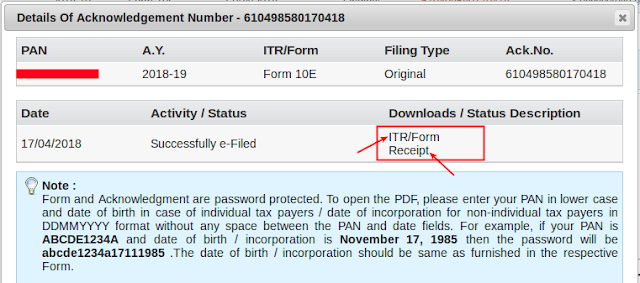 Details Of Acknowledgement Number - 610498580170418
PAN A.Y. ITR/Form Filing Type Ack.No.
2018-19 Form 10E Original 610498580170418
Date Activity / Status Downloads / Status Description
17/04/2018 Successfully e-Filed ITR/Form
Receipt
Note :
Form and Acknowledgment are password protected. To open the PDF, please enter your PAN in lower case
and date of birth in case of individual tax payers / date of incorporation for non-individual tax payers in
DDMMYYYY format without any space between the PAN and date fields. For example, if your PAN is
ABCDE1234A and date of birth / incorporation is November 17, 1985 then the password will be
abcde1234a17111985 .The date of birth / incorporation should be same as furnished in the respective
Form.